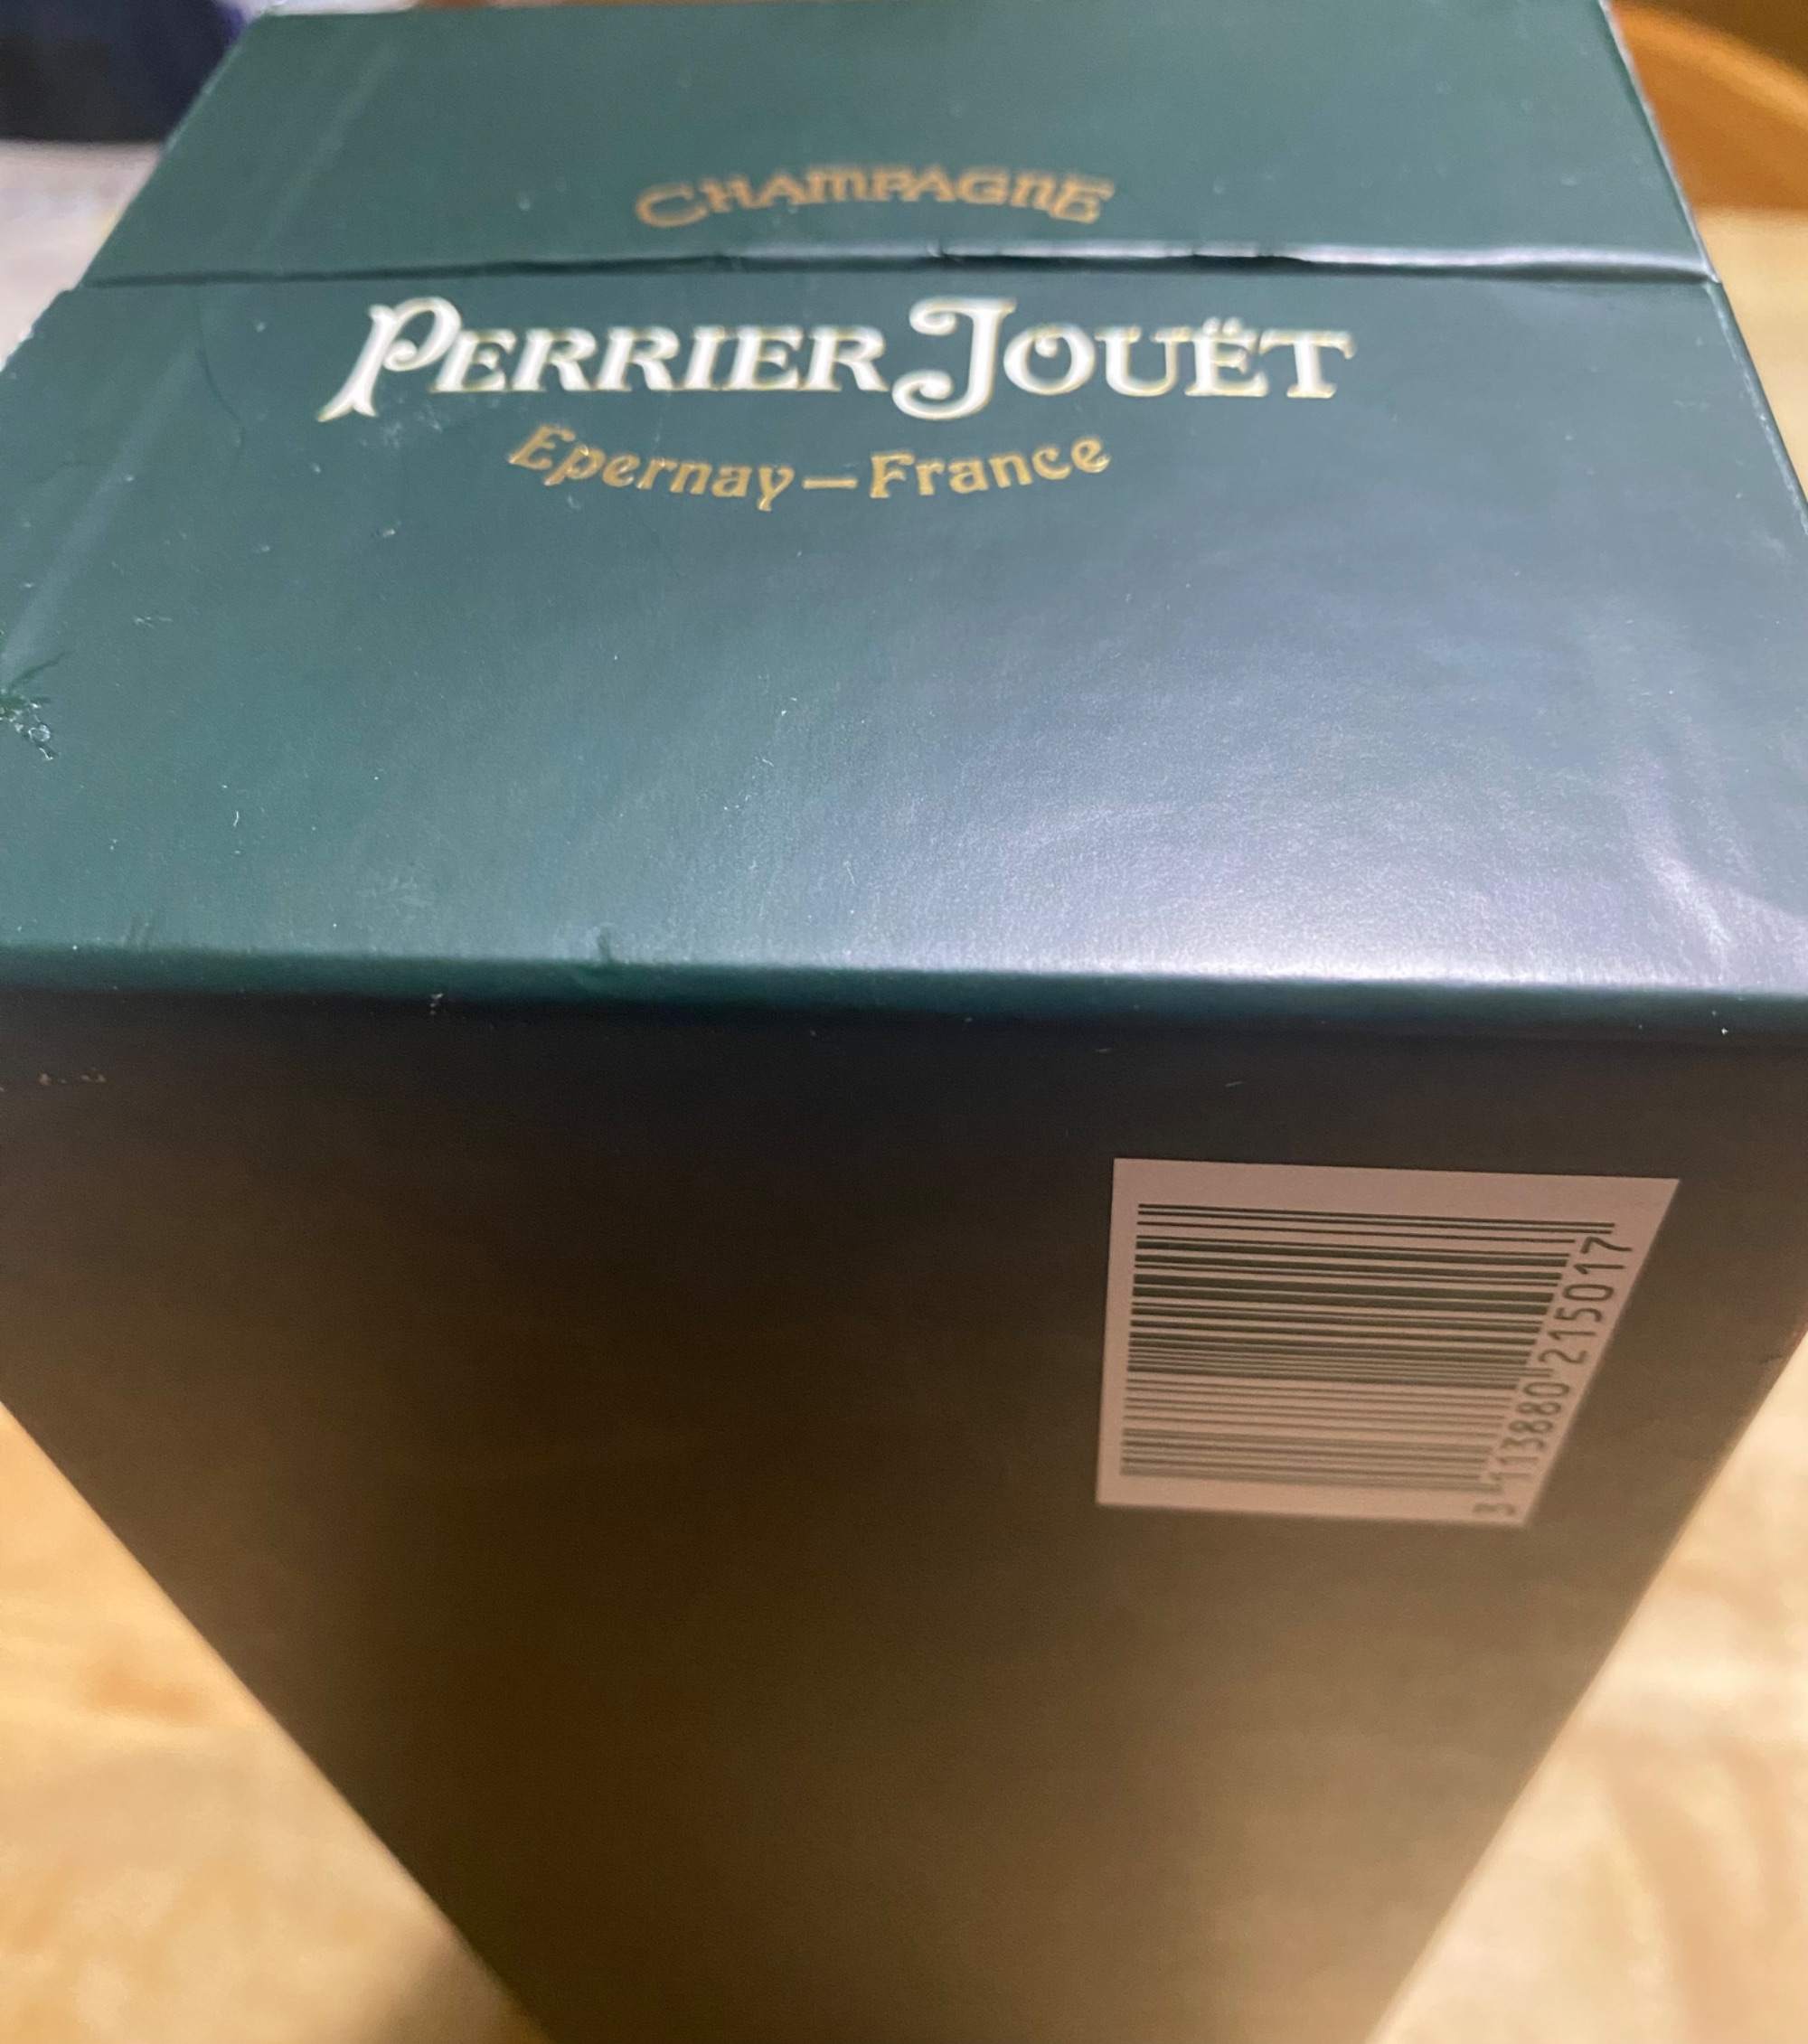 CHAMPAGNE
PERRIER JOUËT
Epernay—France
3 113880 215017